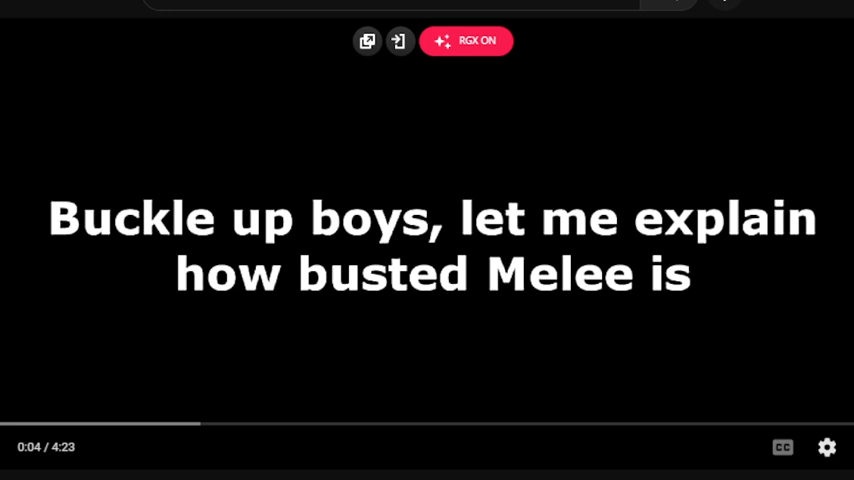 RGX ON
Buckle up boys, let me explain
how busted Melee is
0:04 / 4:23
CC